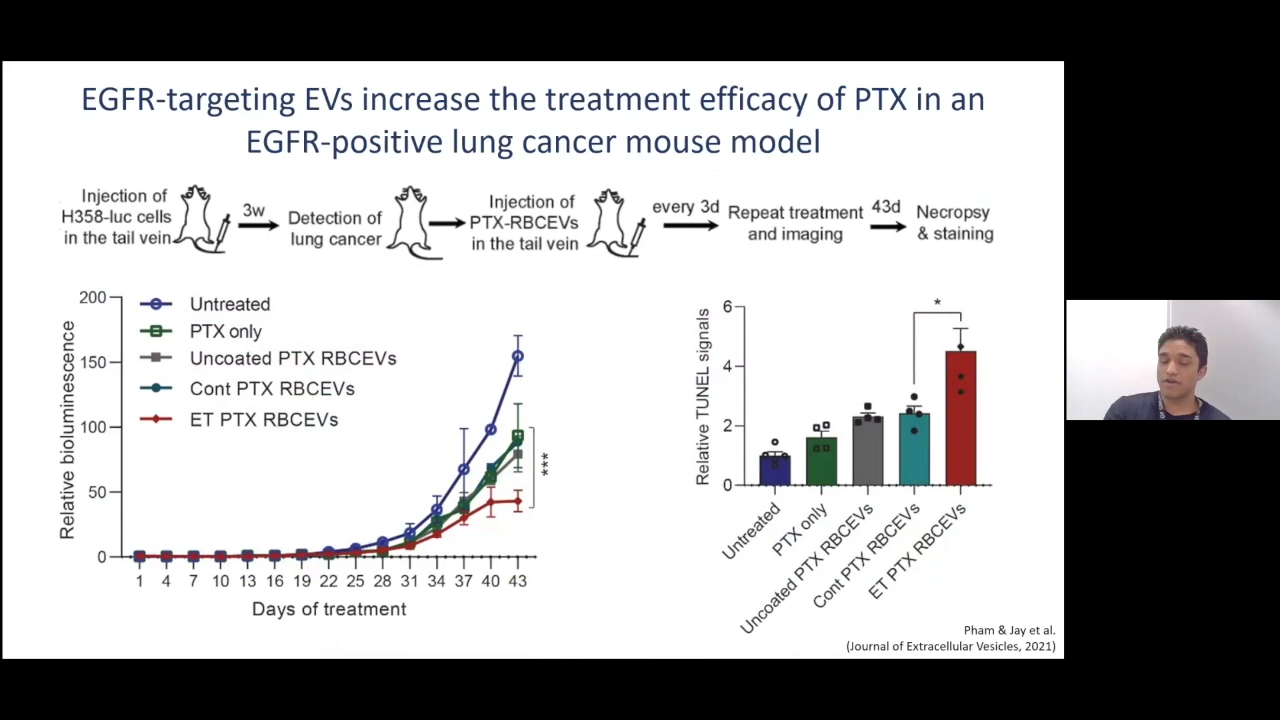 EGFR-targeting EVs increase the treatment efficacy of PTX in an
EGFR-positive lung cancer mouse model
Injection of
H358-luc cells
in the tail vein
3w
Detection of
lung cancer
Injection of
PTX-RBCEVs
in the tail vein
every 3d
Repeat treatment
and imaging
43d
Necropsy
& staining
Relative bioluminescence
200
150
100
50
0
Untreated
PTX only
Uncoated PTX RBCEVs
Cont PTX RBCEVs
ET PTX RBCEVs
***
1 4 7 10 13 16 19 22 25 28 31 34 37 40 43
Days of treatment
Relative TUNEL signals
6
4
2
0
*
Untreated
PTX only
Uncoated PTX RBCEVs
Cont PTX RBCEVs
ET PTX RBCEVs
Pham & Jay et al.
(Journal of Extracellular Vesicles, 2021)